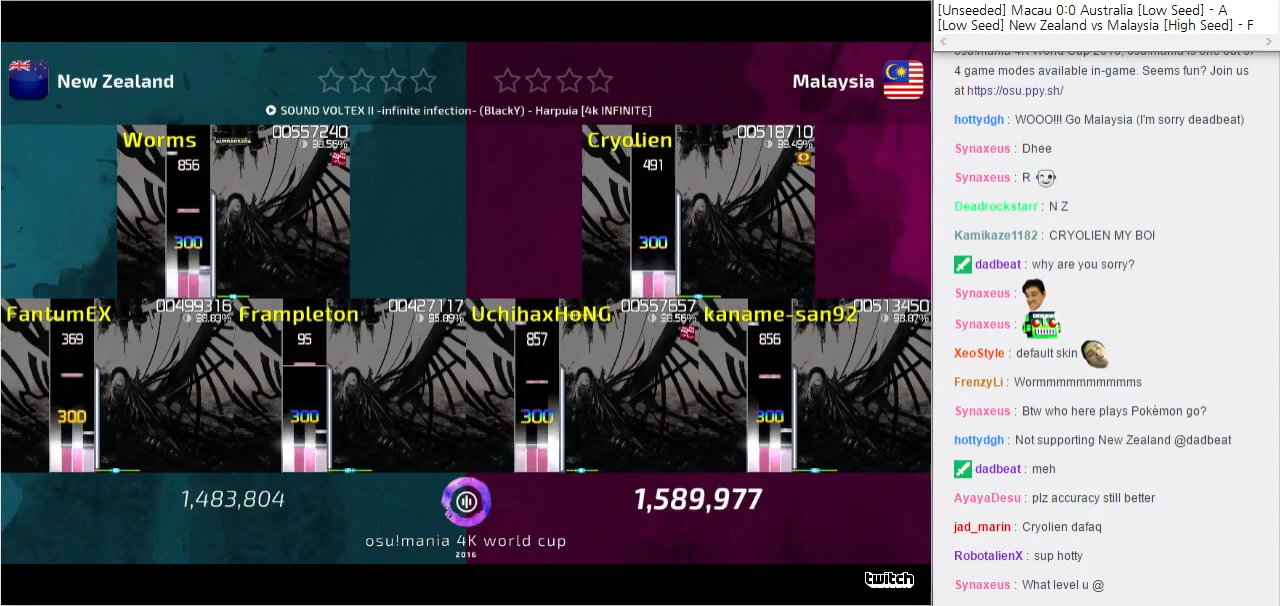 [Unseeded] Macau 0:0 Australia [Low Seed] - A
[Low Seed] New Zealand vs Malaysia [High Seed] - F
New Zealand
Malaysia
SOUND VOLTEX II -infinite infection- (BlackY) - Harpuia [4k INFINITE]
Worms
00557240
98.56%
856
300
Cryolien
00518710
98.49%
491
300
FantumEX
00499316
98.83%
369
300
Frampleton
00427117
95.89%
95
300
UchihaxHoNG
00557657
98.56%
857
300
kaname-san92
00513450
98.87%
856
300
1,483,804
1,589,977
osu!mania 4K world cup
2016
twitch
osu!mania 4K World Cup 2016, osu!mania is one out of
4 game modes available in-game. Seems fun? Join us
at https://osu.ppy.sh/
hottydgh : WOOO!!! Go Malaysia (I'm sorry deadbeat)
Synaxeus : Dhee
Synaxeus : R
Deadrockstarr : N Z
Kamikaze1182 : CRYOLIEN MY BOI
dadbeat : why are you sorry?
Synaxeus :
Synaxeus :
XeoStyle : default skin
FrenzyLi : Wormmmmmmmmmms
Synaxeus : Btw who here plays Pokémon go?
hottydgh : Not supporting New Zealand @dadbeat
dadbeat : meh
AyayaDesu : plz accuracy still better
jad_marin : Cryolien dafaq
RobotalienX : sup hotty
Synaxeus : What level u @